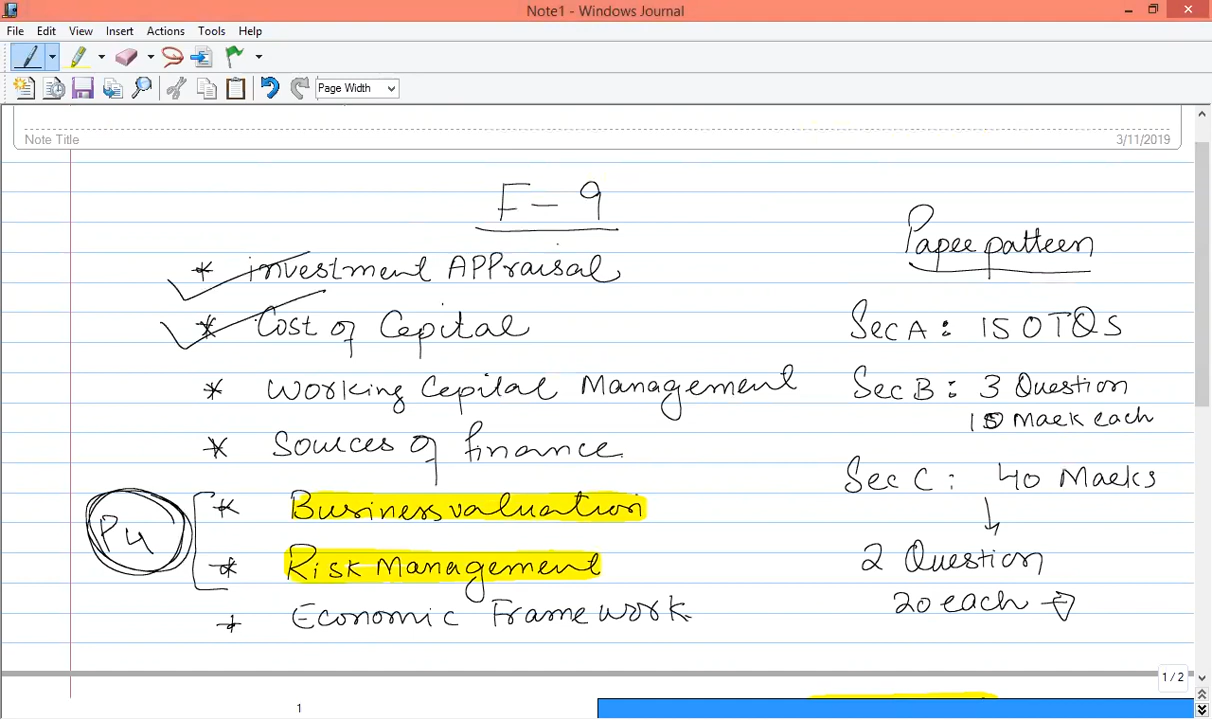 Note1 - Windows Journal
File Edit View Insert Actions Tools Help
Page Width
Note Title
3/11/2019
F-9
* investment APPraisal
* Cost of Cepital
* Working Cepital Management
* Sources of finance
P4
* Business valuation
* Risk Management
+ Economic Framework
Papee patteen
Sec A: 15 OTQS
Sec B: 3 Question
15 Maek each
Sec C: 40 Maeks
2 Question
20 each
1 / 2
1